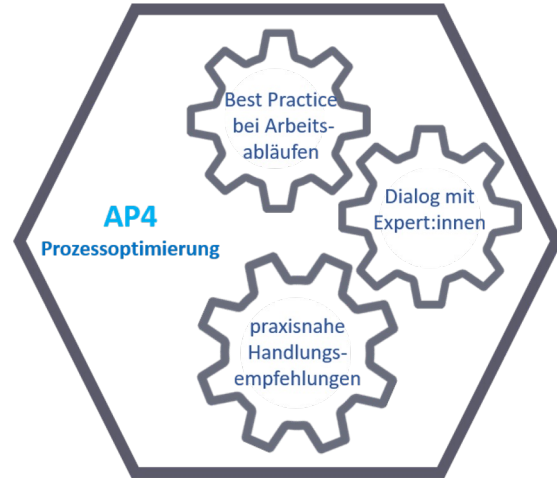 Best Practice
bei Arbeits-
abläufen
Dialog mit
Expert:innen
AP4
Prozessoptimierung
praxisnahe
Handlungs-
empfehlungen